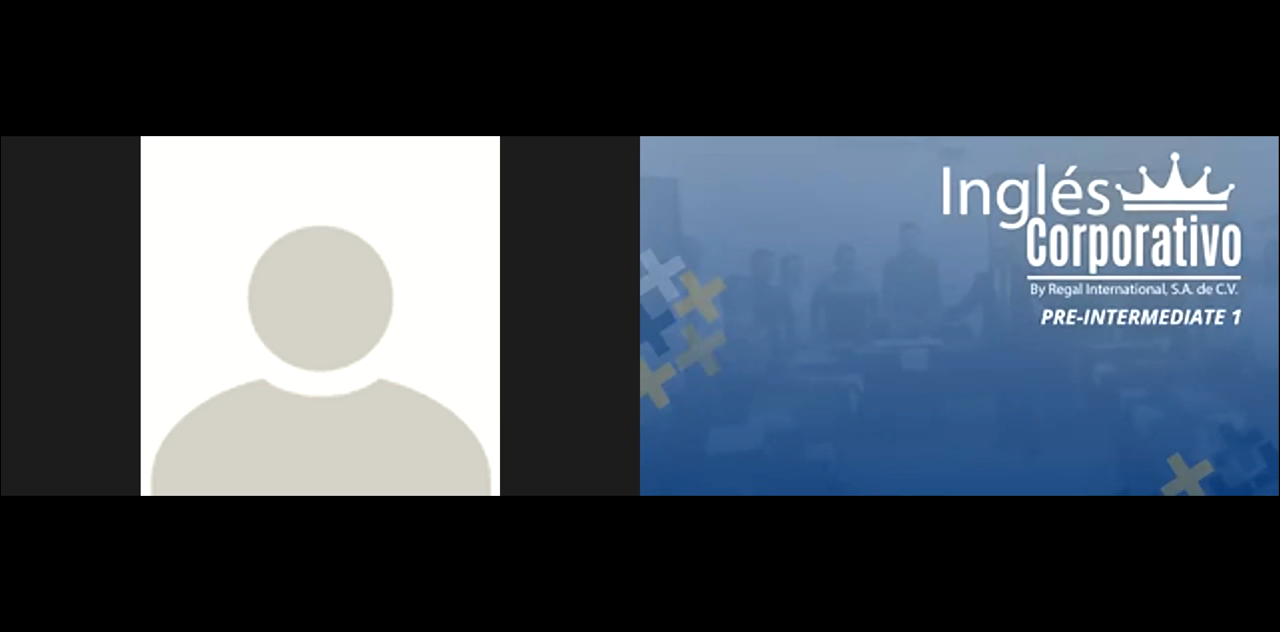 Inglés
Corporativo
By Regal International, S.A. de C.V.
PRE-INTERMEDIATE 1